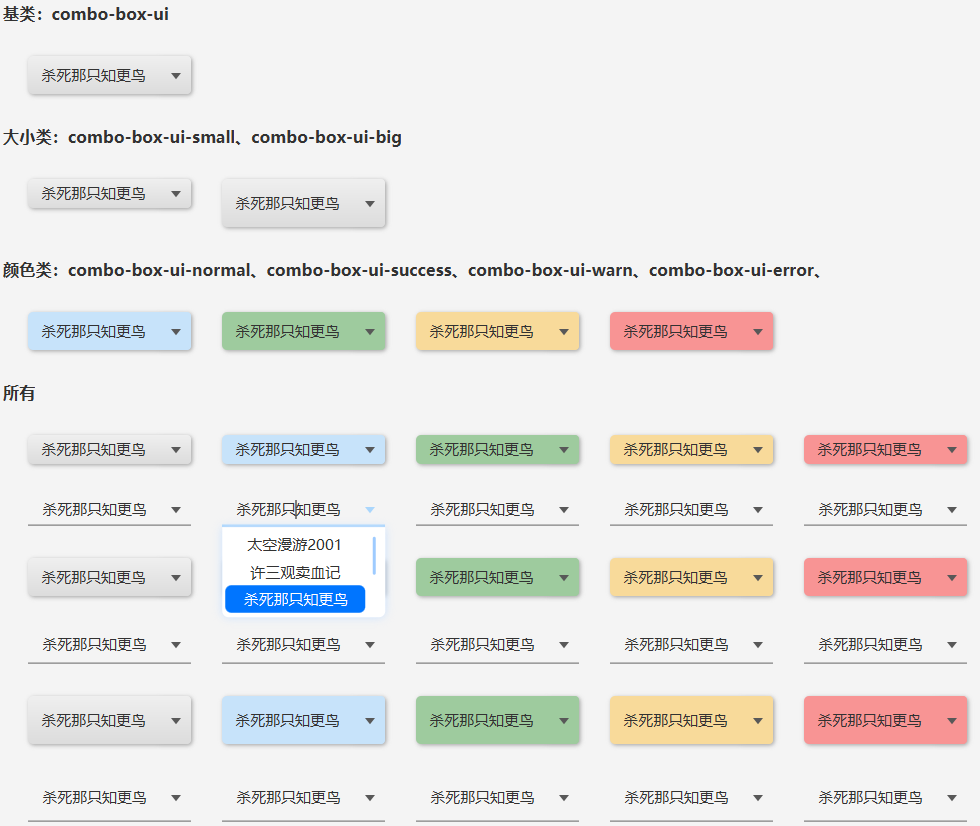 基类：combo-box-ui
杀死那只知更鸟
大小类：combo-box-ui-small、combo-box-ui-big
杀死那只知更鸟 杀死那只知更鸟
颜色类：combo-box-ui-normal、combo-box-ui-success、combo-box-ui-warn、combo-box-ui-error、
杀死那只知更鸟 杀死那只知更鸟 杀死那只知更鸟 杀死那只知更鸟
所有
杀死那只知更鸟 杀死那只知更鸟 杀死那只知更鸟 杀死那只知更鸟 杀死那只知更鸟
杀死那只知更鸟 杀死那只知更鸟 杀死那只知更鸟 杀死那只知更鸟 杀死那只知更鸟
太空漫游2001
许三观卖血记
杀死那只知更鸟 杀死那只知更鸟 杀死那只知更鸟 杀死那只知更鸟
杀死那只知更鸟
杀死那只知更鸟 杀死那只知更鸟 杀死那只知更鸟 杀死那只知更鸟 杀死那只知更鸟
杀死那只知更鸟 杀死那只知更鸟 杀死那只知更鸟 杀死那只知更鸟 杀死那只知更鸟
杀死那只知更鸟 杀死那只知更鸟 杀死那只知更鸟 杀死那只知更鸟 杀死那只知更鸟